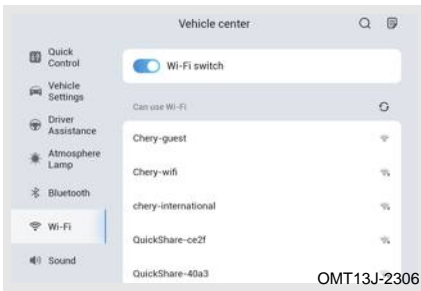 Vehicle center
Quick
Control
Vehicle
Settings
Driver
Assistance
Atmosphere
Lamp
Bluetooth
Wi-Fi
Sound
Wi-Fi switch
Can use Wi-Fi
Chery-guest
Chery-wifi
chery-international
QuickShare-ce2f
QuickShare-40a3
OMT13J-2306